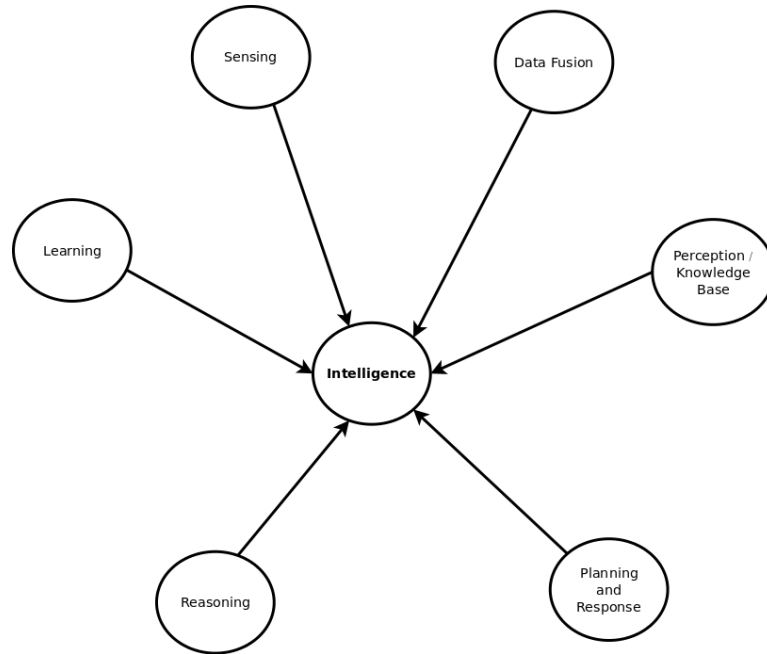 Sensing
Data Fusion
Learning
Perception /
Knowledge
Base
Intelligence
Reasoning
Planning
and
Response